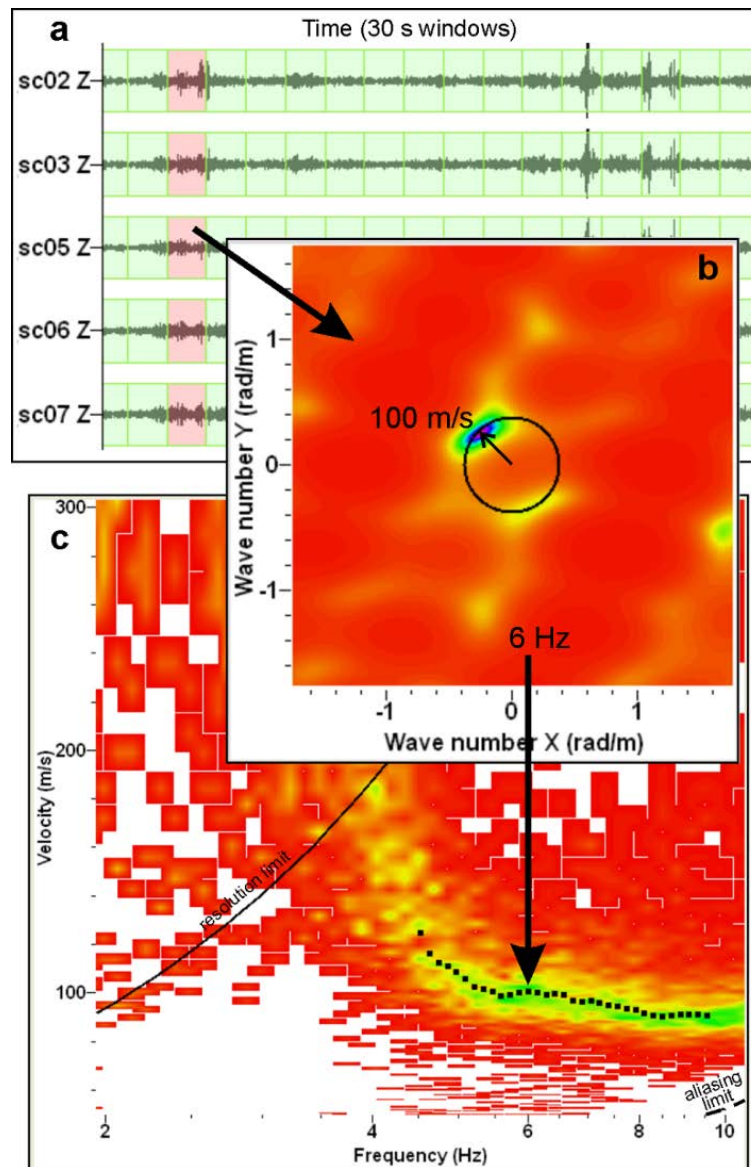 a
Time (30 s windows)
sc02 Z
sc03 Z
sc05 Z
sc06 Z
sc07 Z
b
Wave number Y (rad/m)
1
0
-1
100 m/s
6 Hz
-1 0 1
Wave number X (rad/m)
c
Velocity (m/s)
300
200
100
resolution limit
aliasing
limit
2 4 6 8 10
Frequency (Hz)